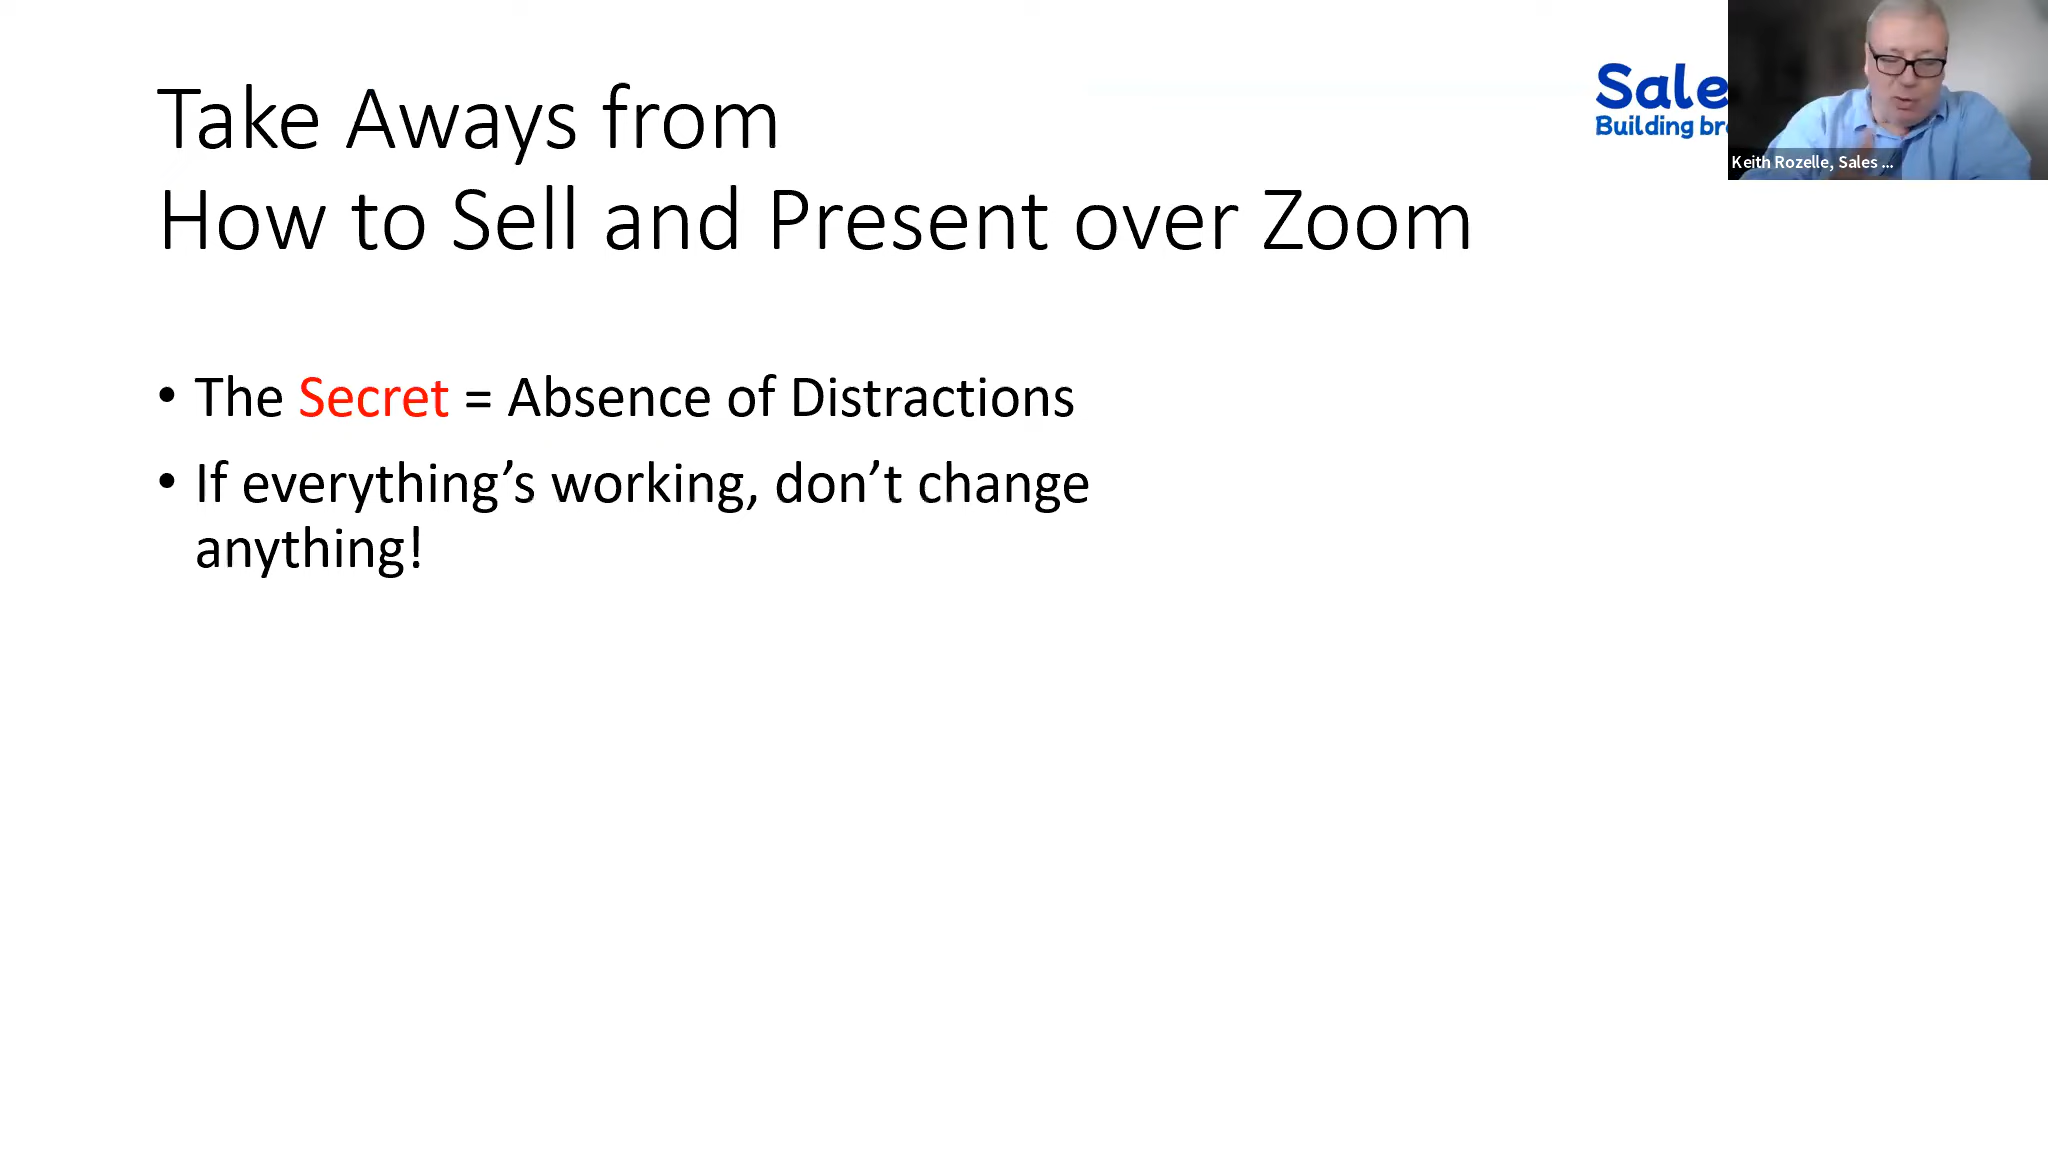 Take Aways from
How to Sell and Present over Zoom
Sale
Building br
Keith Rozelle, Sales ...
• The Secret = Absence of Distractions
• If everything’s working, don’t change
anything!